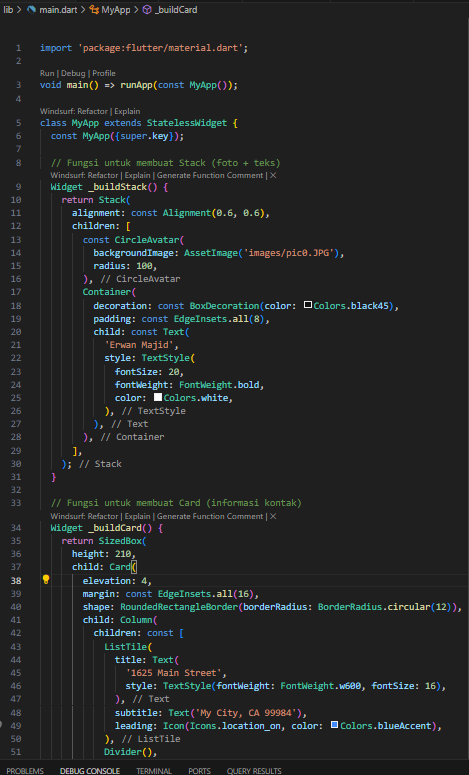 lib > main.dart > MyApp > _buildCard
1 import 'package:flutter/material.dart';
2
Run | Debug | Profile
3 void main() => runApp(const MyApp());
4
Windsurf: Refactor | Explain
5 class MyApp extends StatelessWidget {
6 const MyApp({super.key});
7
8 // Fungsi untuk membuat Stack (foto + teks)
Windsurf: Refactor | Explain | Generate Function Comment | X
9 Widget _buildStack() {
10 return Stack(
11 alignment: const Alignment(0.6, 0.6),
12 children: [
13 const CircleAvatar(
14 backgroundImage: AssetImage('images/pic0.JPG'),
15 radius: 100,
16 ), // CircleAvatar
17 Container(
18 decoration: const BoxDecoration(color: Colors.black45),
19 padding: const EdgeInsets.all(8),
20 child: const Text(
21 'Erwan Majid',
22 style: TextStyle(
23 fontSize: 20,
24 fontWeight: FontWeight.bold,
25 color: Colors.white,
26 ), // TextStyle
27 ), // Text
28 ), // Container
29 ],
30 ); // Stack
31 }
32
33 // Fungsi untuk membuat Card (informasi kontak)
Windsurf: Refactor | Explain | Generate Function Comment | X
34 Widget _buildCard() {
35 return SizedBox(
36 height: 210,
37 child: Card(
38 elevation: 4,
39 margin: const EdgeInsets.all(16),
40 shape: RoundedRectangleBorder(borderRadius: BorderRadius.circular(12)),
41 child: Column(
42 children: const [
43 ListTile(
44 title: Text(
45 '1625 Main Street',
46 style: TextStyle(fontWeight: FontWeight.w600, fontSize: 16),
47 ), // Text
48 subtitle: Text('My City, CA 99984'),
49 leading: Icon(Icons.location_on, color: Colors.blueAccent),
50 ), // ListTile
51 Divider(),
PROBLEMS DEBUG CONSOLE TERMINAL PORTS QUERY RESULTS